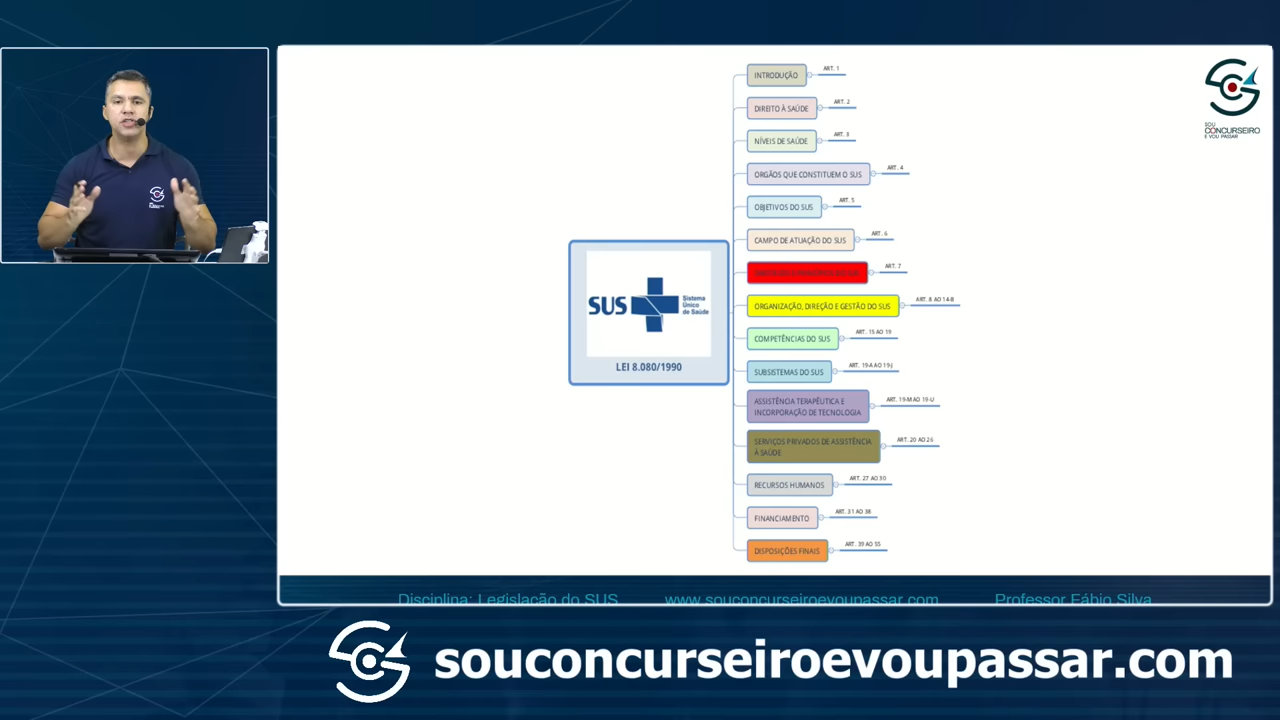 INTRODUÇÃO
ART. 1
DIREITO À SAÚDE
ART. 2
NÍVEIS DE SAÚDE
ART. 3
ORGÃOS QUE CONSTITUEM O SUS
ART. 4
OBJETIVOS DO SUS
ART. 5
CAMPO DE ATUAÇÃO DO SUS
ART. 6
ART. 7
ORGANIZAÇÃO, DIREÇÃO E GESTÃO DO SUS
ART. 8 AO 14-B
COMPETÊNCIAS DO SUS
ART. 15 AO 19
SUBSISTEMAS DO SUS
ART. 19-A AO 19-J
ASSISTÊNCIA TERAPÊUTICA E
INCORPORAÇÃO DE TECNOLOGIA
ART. 19-M AO 19-U
SERVIÇOS PRIVADOS DE ASSISTÊNCIA
À SAÚDE
ART. 20 AO 26
RECURSOS HUMANOS
ART. 27 AO 30
FINANCIAMENTO
ART. 31 AO 38
DISPOSIÇÕES FINAIS
ART. 39 AO 55
SUS
Sistema
Único
de Saúde
LEI 8.080/1990
SOU
CONCURSEIRO
E VOU PASSAR
Disciplina: Legislação do SUS
www.souconcurseiroevoupassar.com
Professor Fábio Silva
souconcurseiroevoupassar.com